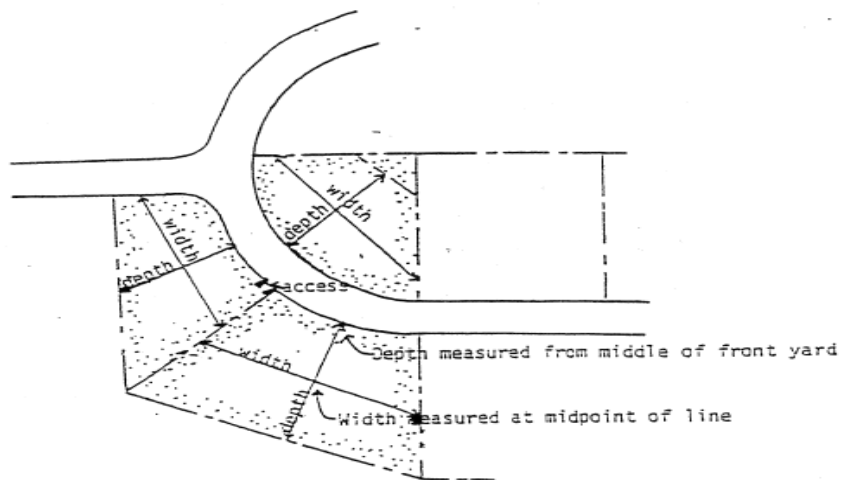 width
depth
width
depth
access
Depth measured from middle of front yard
width
depth
Width measured at midpoint of line